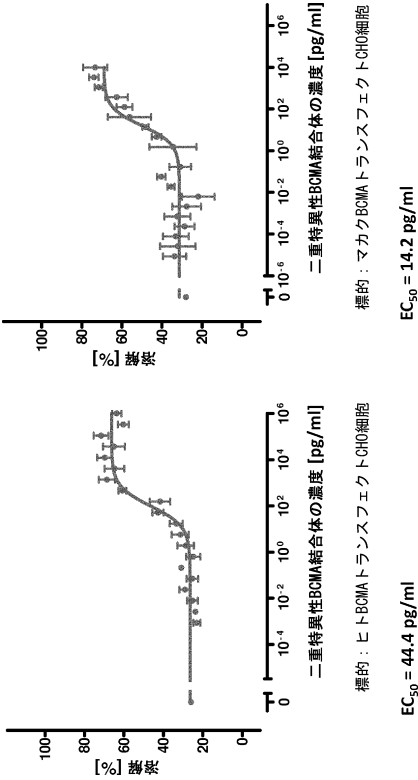 溶解[%]
100
80
60
40
20
0
0 10⁻⁴ 10⁻² 10⁰ 10² 10⁴ 10⁶
二重特異性BCMA結合体の濃度 [pg/ml]
標的：ヒトBCMAトランスフェクトCHO細胞
EC₅₀ = 44.4 pg/ml
溶解[%]
100
80
60
40
20
0
0 10⁻⁶ 10⁻⁴ 10⁻² 10⁰ 10² 10⁴ 10⁶
二重特異性BCMA結合体の濃度 [pg/ml]
標的：マカクBCMAトランスフェクトCHO細胞
EC₅₀ = 14.2 pg/ml